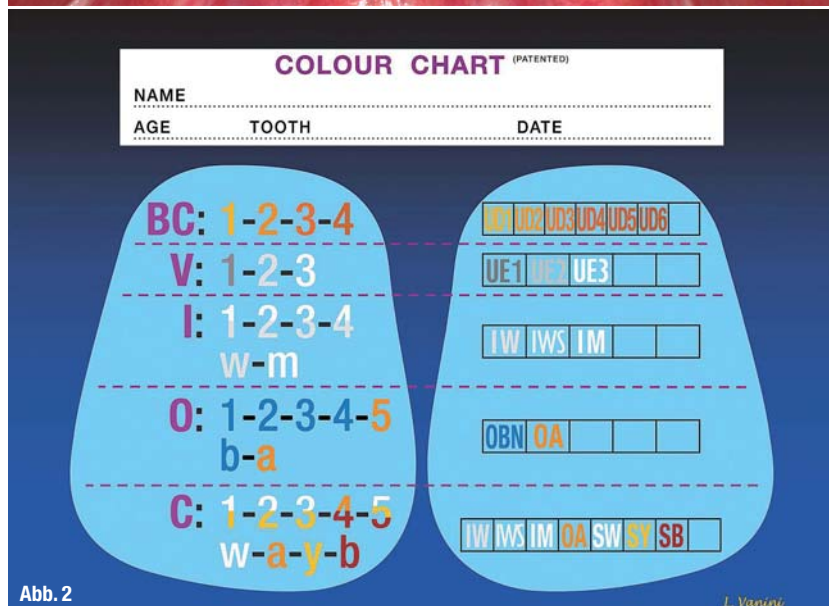 COLOUR CHART (PATENTED)
NAME
AGE TOOTH DATE
BC: 1-2-3-4
UD1 UD2 UD3 UD4 UD5 UD6
V: 1-2-3
UE1 UE2 UE3
I: 1-2-3-4
w-m
IW IWS IM
O: 1-2-3-4-5
b-a
OBN OA
C: 1-2-3-4-5
w-a-y-b
IW IWS IM OA SW SY SB
Abb. 2
L. Vanini